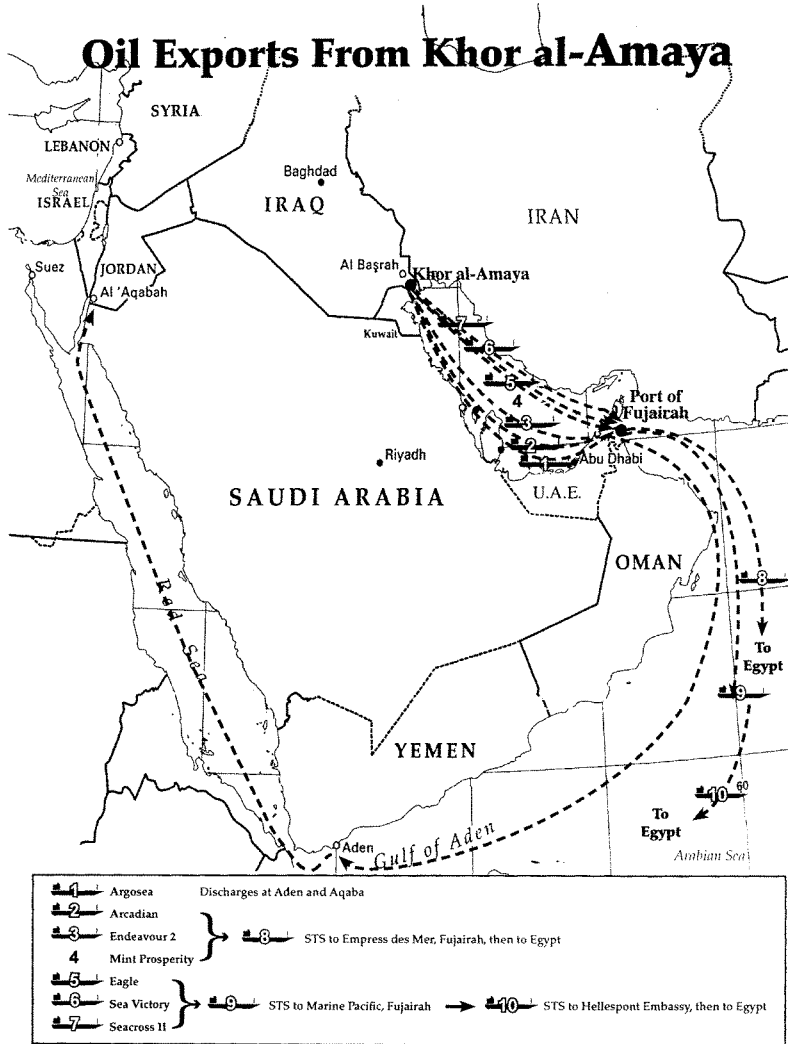 Oil Exports From Khor al-Amaya
SYRIA
LEBANON
Mediterranean
Sea
ISRAEL
Baghdad
IRAQ
IRAN
Suez
JORDAN
Al 'Aqabah
Al Başrah
Khor al-Amaya
Kuwait
7
6
5
4
3
2
1
Port of
Fujairah
Abu Dhabi
U.A.E.
Riyadh
SAUDI ARABIA
OMAN
Red Sea
8
To
Egypt
9
YEMEN
10
60
To
Egypt
Aden
Gulf of Aden
Arabian Sea
1 Argosea Discharges at Aden and Aqaba
2 Arcadian
3 Endeavour 2
8 STS to Empress des Mer, Fujairah, then to Egypt
4 Mint Prosperity
5 Eagle
6 Sea Victory
9 STS to Marine Pacific, Fujairah 10 STS to Hellespont Embassy, then to Egypt
7 Seacross II